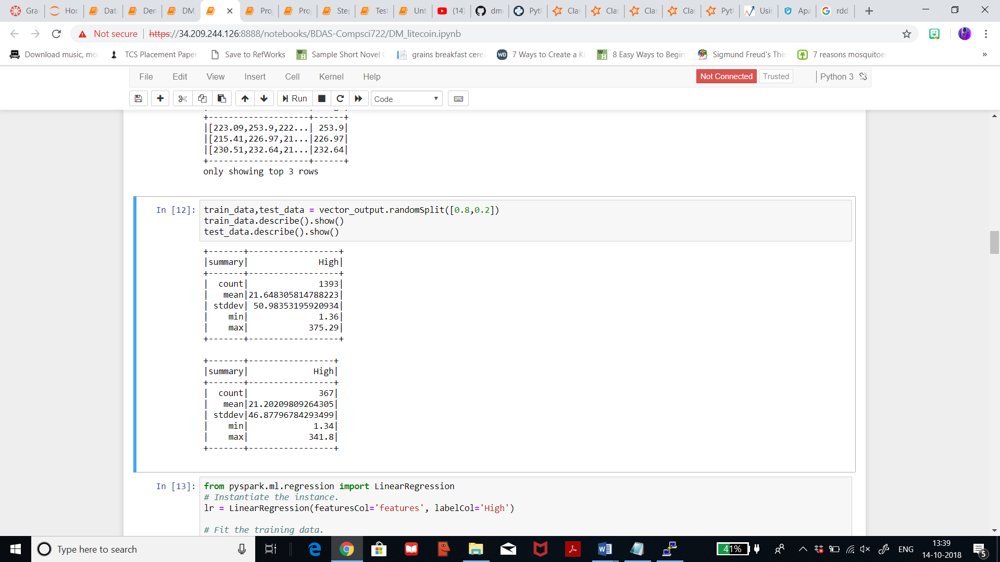 Gra Hor Dat Den DM Pro Pro Step Test Unt (14) dm Pyth Clas Clas Clas Clas Pyth Usin Apa rdd
Not secure https://34.209.244.126:8888/notebooks/BDAS-Compsci722/DM_litecoin.ipynb
Download music, mo TCS Placement Paper Save to RefWorks Sample Short Novel grains breakfast cere 7 Ways to Create a Ki 8 Easy Ways to Begin Sigmund Freud's The 7 reasons mosquitoe »
File Edit View Insert Cell Kernel Help Not Connected Trusted Python 3
Run Code
+--------------------+------+
|[223.09,253.9,222...| 253.9|
|[215.41,226.97,21...|226.97|
|[230.51,232.64,21...|232.64|
+--------------------+------+
only showing top 3 rows
In [12]: train_data,test_data = vector_output.randomSplit([0.8,0.2])
train_data.describe().show()
test_data.describe().show()
+-------+------------------+
|summary|              High|
+-------+------------------+
|  count|              1393|
|   mean|21.648305814788223|
| stddev| 50.98353195920934|
|    min|              1.36|
|    max|            375.29|
+-------+------------------+
+-------+-----------------+
|summary|             High|
+-------+-----------------+
|  count|              367|
|   mean|21.20209809264305|
| stddev|46.87796784293499|
|    min|             1.34|
|    max|            341.8|
+-------+-----------------+
In [13]: from pyspark.ml.regression import LinearRegression
# Instantiate the instance.
lr = LinearRegression(featuresCol='features', labelCol='High')
# Fit the training data.
Type here to search 41% ENG 13:39
14-10-2018 5